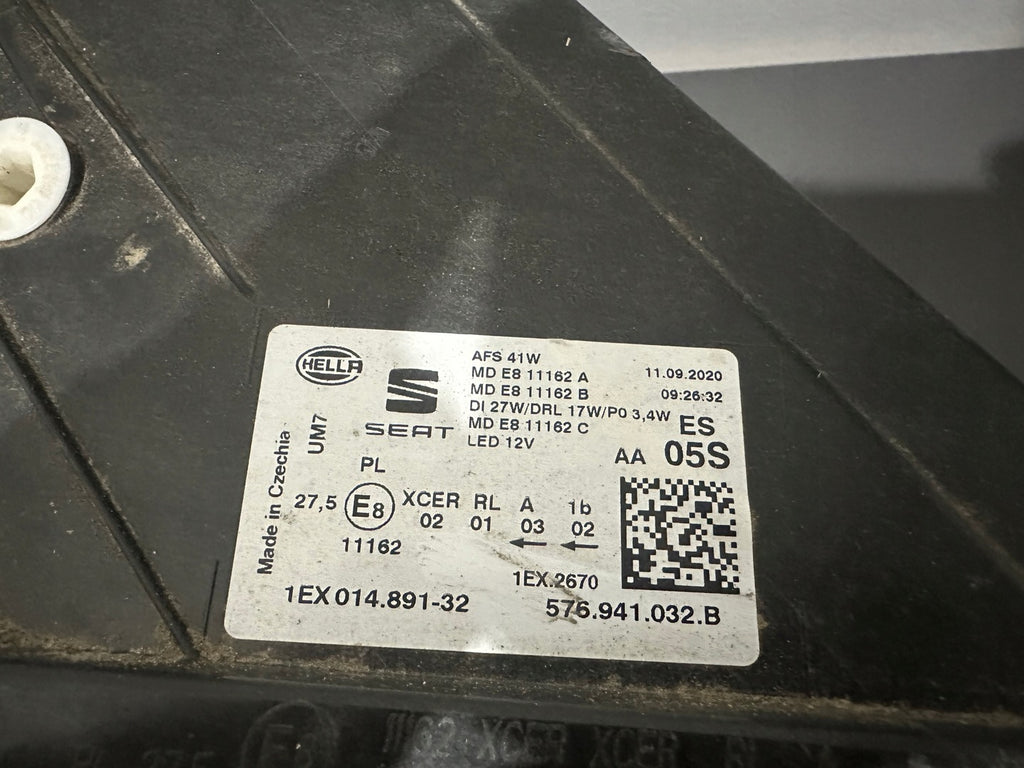 HELLA
SEAT
AFS 41W
MD E8 11162 A
MD E8 11162 B
DI 27W/DRL 17W/P0 3,4W
MD E8 11162 C
LED 12V
11.09.2020
09:26:32
ES
AA 05S
UM7
Made in Czechia
PL
27,5 E8 XCER RL A 1b
02 01 03 02
11162
1EX.2670
1EX 014.891-32
576.941.032.B
XCER XCER